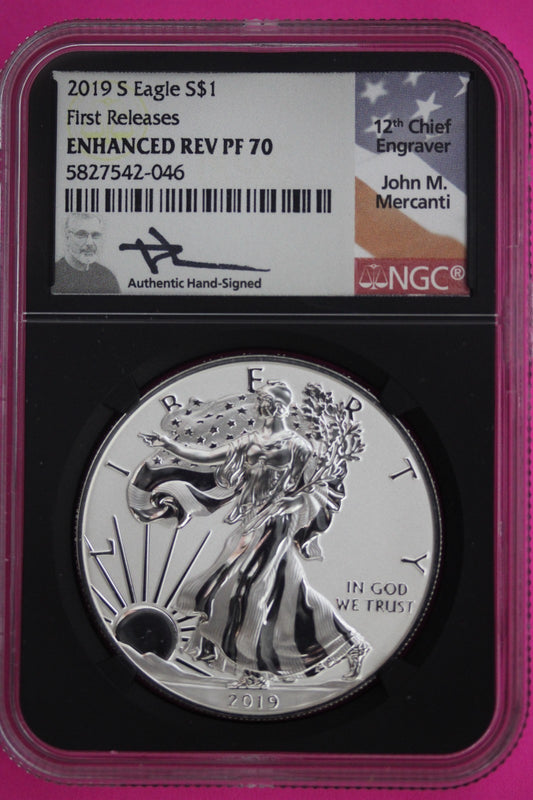 2019 S Eagle S$1
First Releases
ENHANCED REV PF 70
5827542-046
Authentic Hand-Signed
12th Chief
Engraver
John M.
Mercanti
NGC®
LIBERTY
IN GOD
WE TRUST
2019